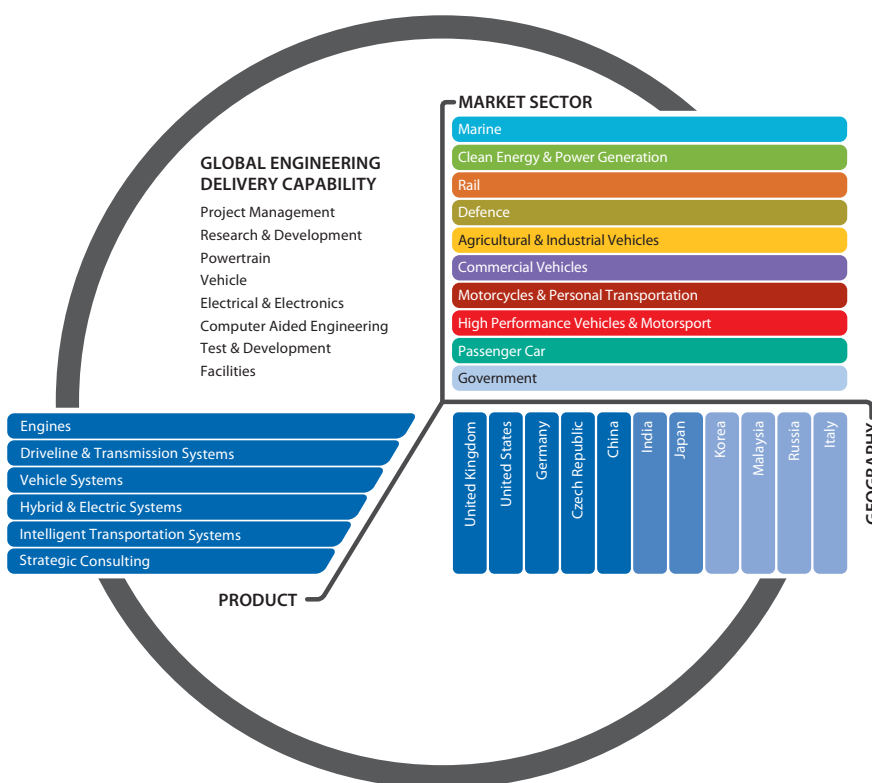 MARKET SECTOR
Marine
Clean Energy & Power Generation
Rail
Defence
Agricultural & Industrial Vehicles
Commercial Vehicles
Motorcycles & Personal Transportation
High Performance Vehicles & Motorsport
Passenger Car
Government
GLOBAL ENGINEERING
DELIVERY CAPABILITY
Project Management
Research & Development
Powertrain
Vehicle
Electrical & Electronics
Computer Aided Engineering
Test & Development
Facilities
Engines
Driveline & Transmission Systems
Vehicle Systems
Hybrid & Electric Systems
Intelligent Transportation Systems
Strategic Consulting
PRODUCT
United Kingdom
United States
Germany
Czech Republic
China
India
Japan
Korea
Malaysia
Russia
Italy
GEOGRAPHY